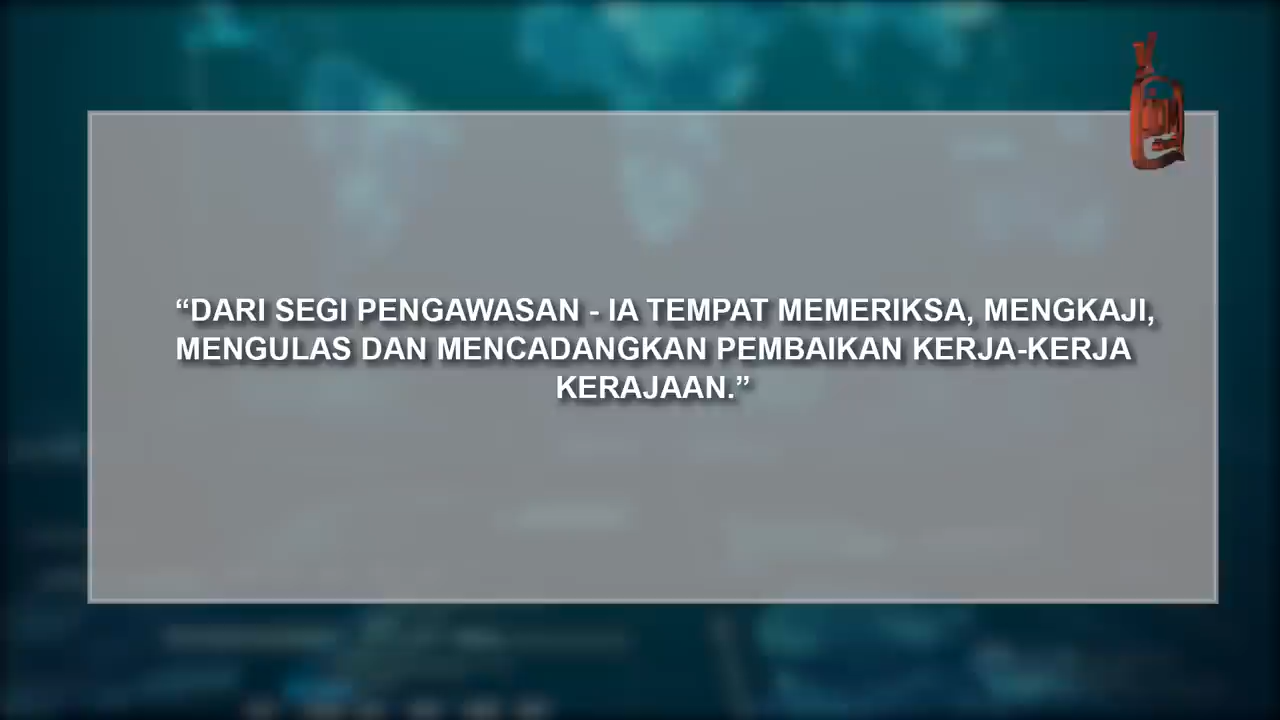 “DARI SEGI PENGAWASAN - IA TEMPAT MEMERIKSA, MENGKAJI,
MENGULAS DAN MENCADANGKAN PEMBAIKAN KERJA-KERJA
KERAJAAN.”